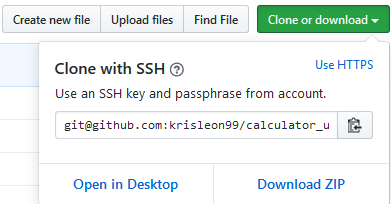 Create new file Upload files Find File Clone or download
Clone with SSH ?
Use HTTPS
Use an SSH key and passphrase from account.
git@github.com:krisleon99/calculator_u
Open in Desktop Download ZIP